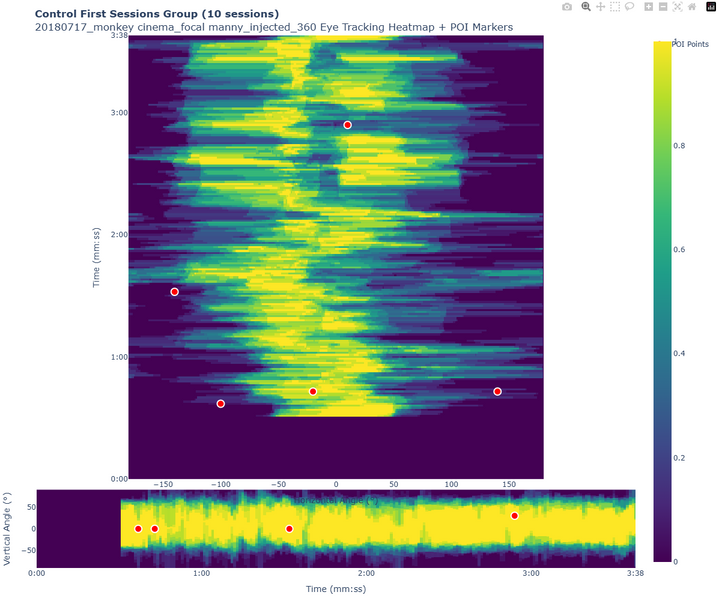 Control First Sessions Group (10 sessions)
20180717_monkey cinema_focal manny_injected_360 Eye Tracking Heatmap + POI Markers
3:38
3:00
2:00
1:00
0:00
Time (mm:ss)
−150 −100 −50 0 50 100 150
POI Points
1
0.8
0.6
0.4
0.2
0
50
0
−50
Vertical Angle (°)
0:00 1:00 2:00 3:00 3:38
Time (mm:ss)